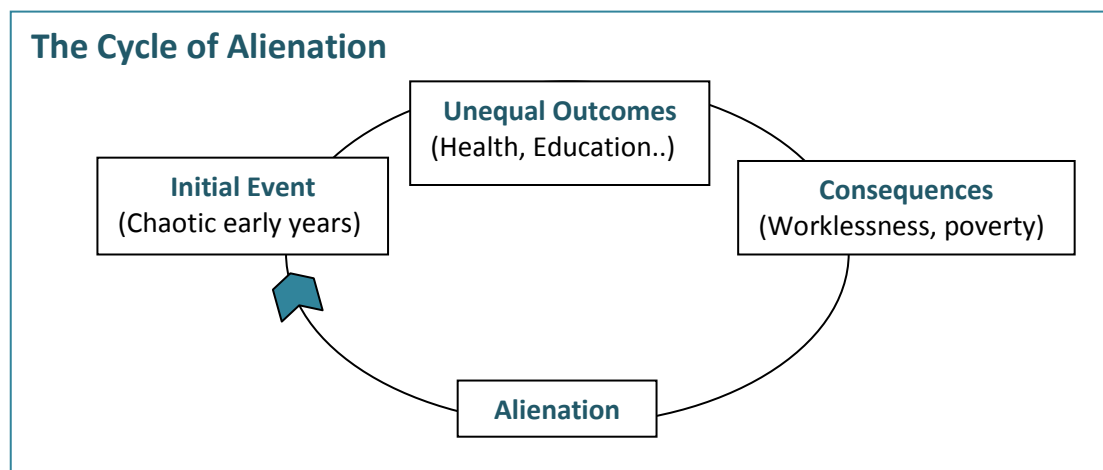 The Cycle of Alienation
Unequal Outcomes
(Health, Education..)
Initial Event
(Chaotic early years)
Consequences
(Worklessness, poverty)
Alienation